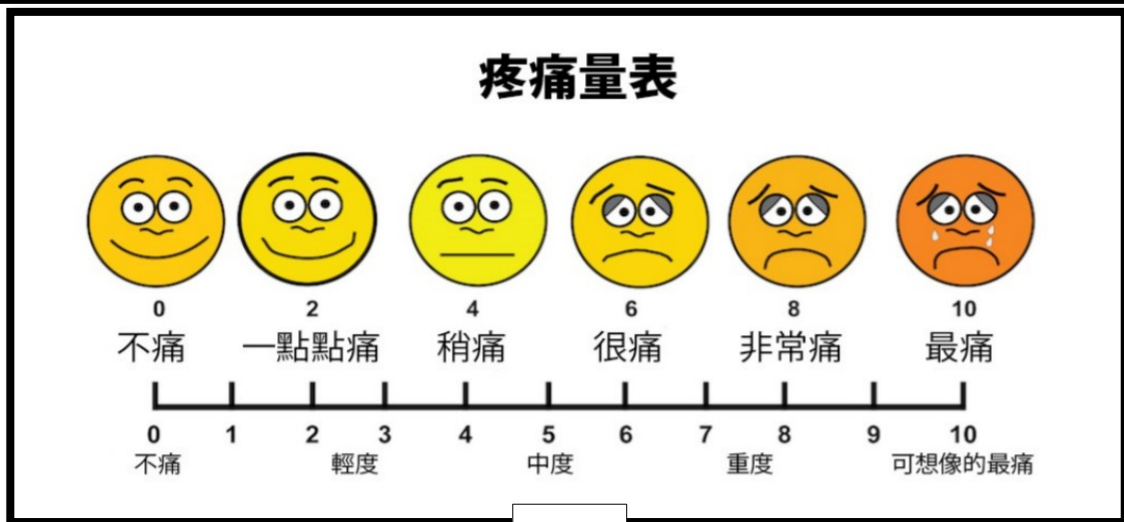 疼痛量表
0 2 4 6 8 10
不痛 一點點痛 稍痛 很痛 非常痛 最痛
0 1 2 3 4 5 6 7 8 9 10
不痛 輕度 中度 重度 可想像的最痛